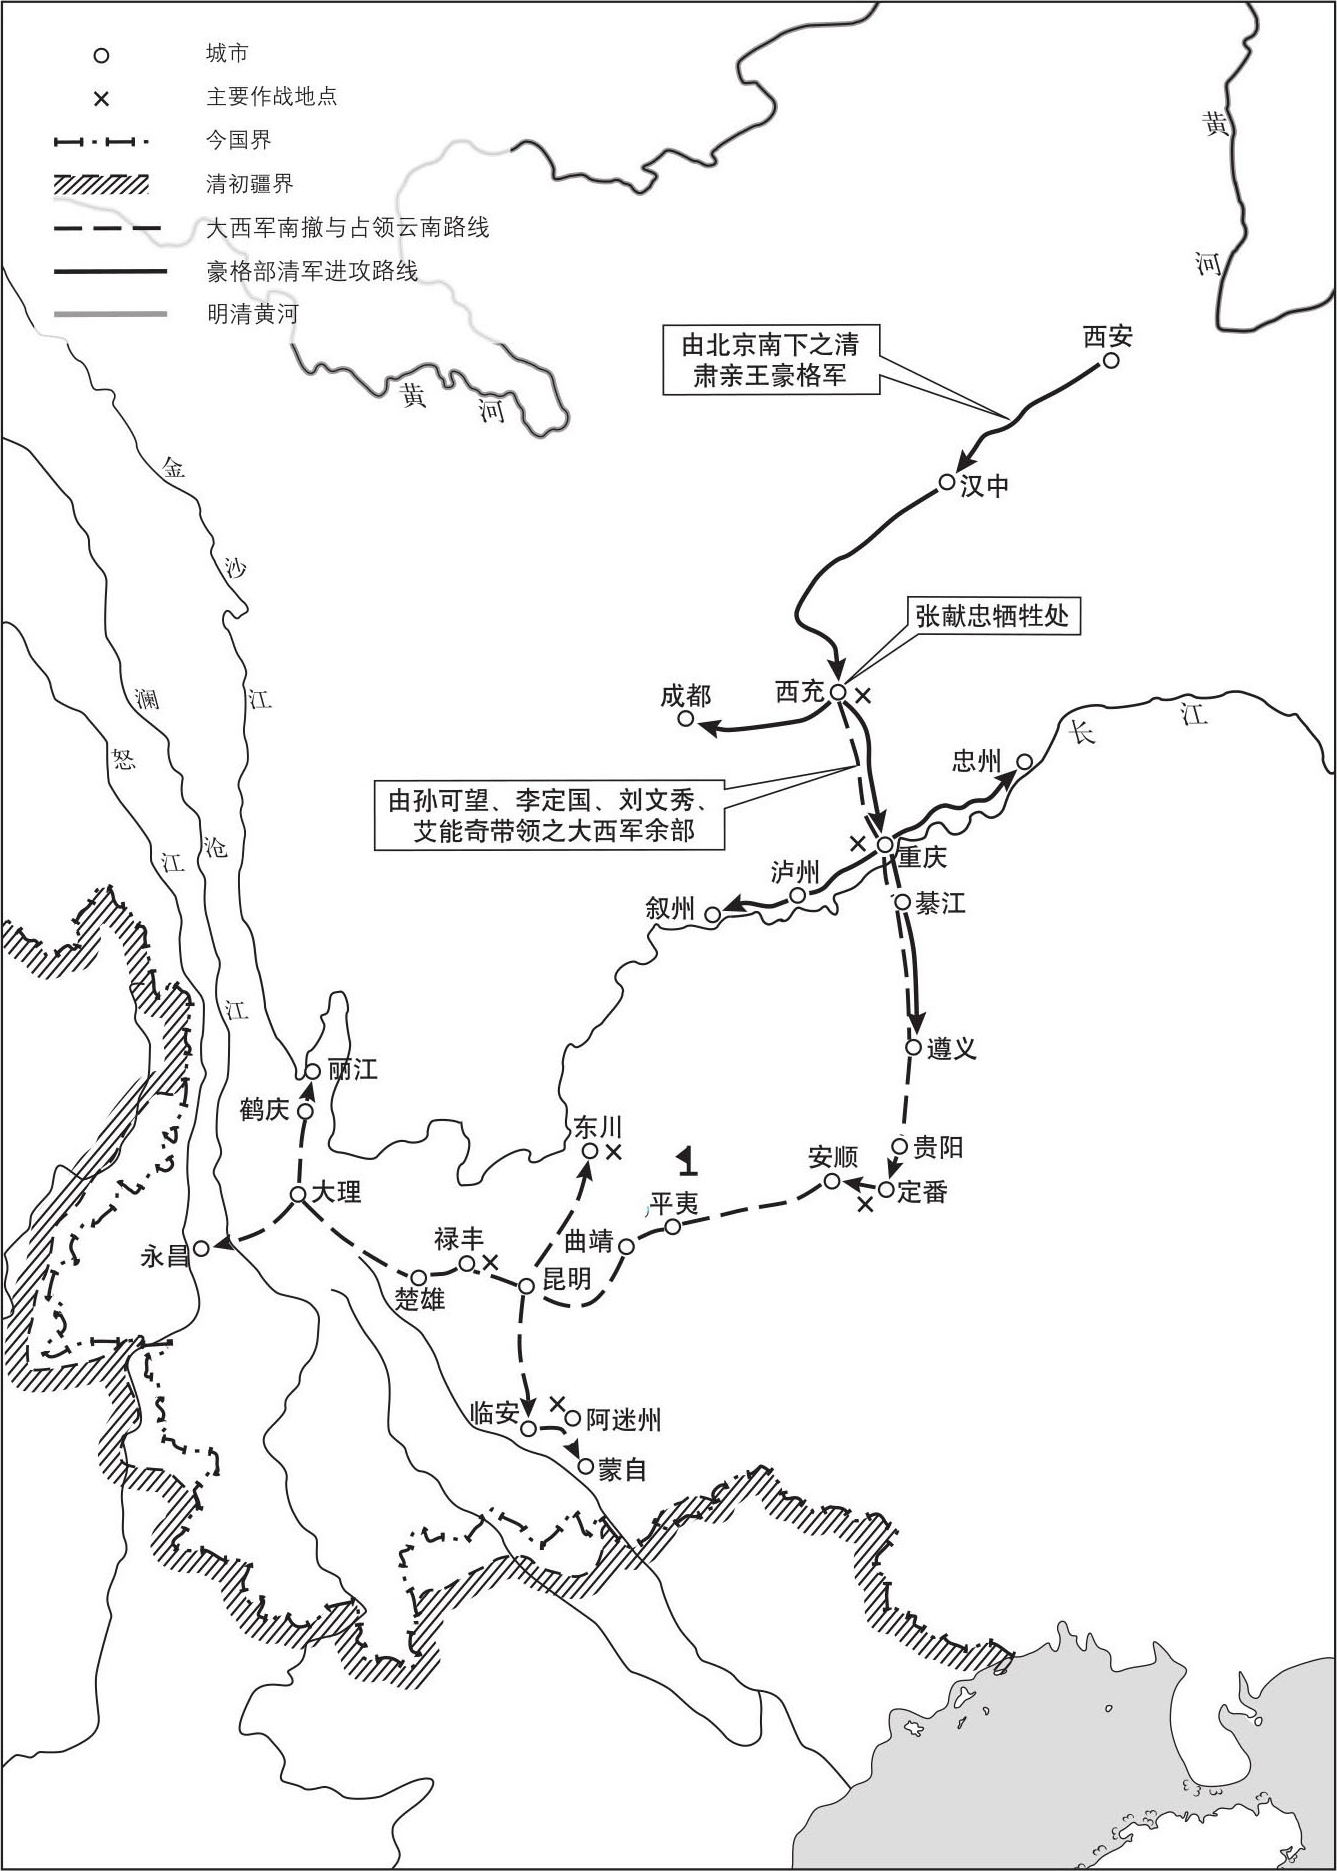 城市
主要作战地点
今国界
清初疆界
大西军南撤与占领云南路线
豪格部清军进攻路线
明清黄河
黄
河
黄
河
由北京南下之清
肃亲王豪格军
西安
汉中
金
沙
江
张献忠牺牲处
西充
成都
澜
沧
江
怒
江
长
江
忠州
由孙可望、李定国、刘文秀、
艾能奇带领之大西军余部
重庆
泸州
叙州
綦江
遵义
丽江
鹤庆
大理
永昌
东川
1
安顺
贵阳
定番
平夷
曲靖
禄丰
昆明
楚雄
临安
阿迷州
蒙自